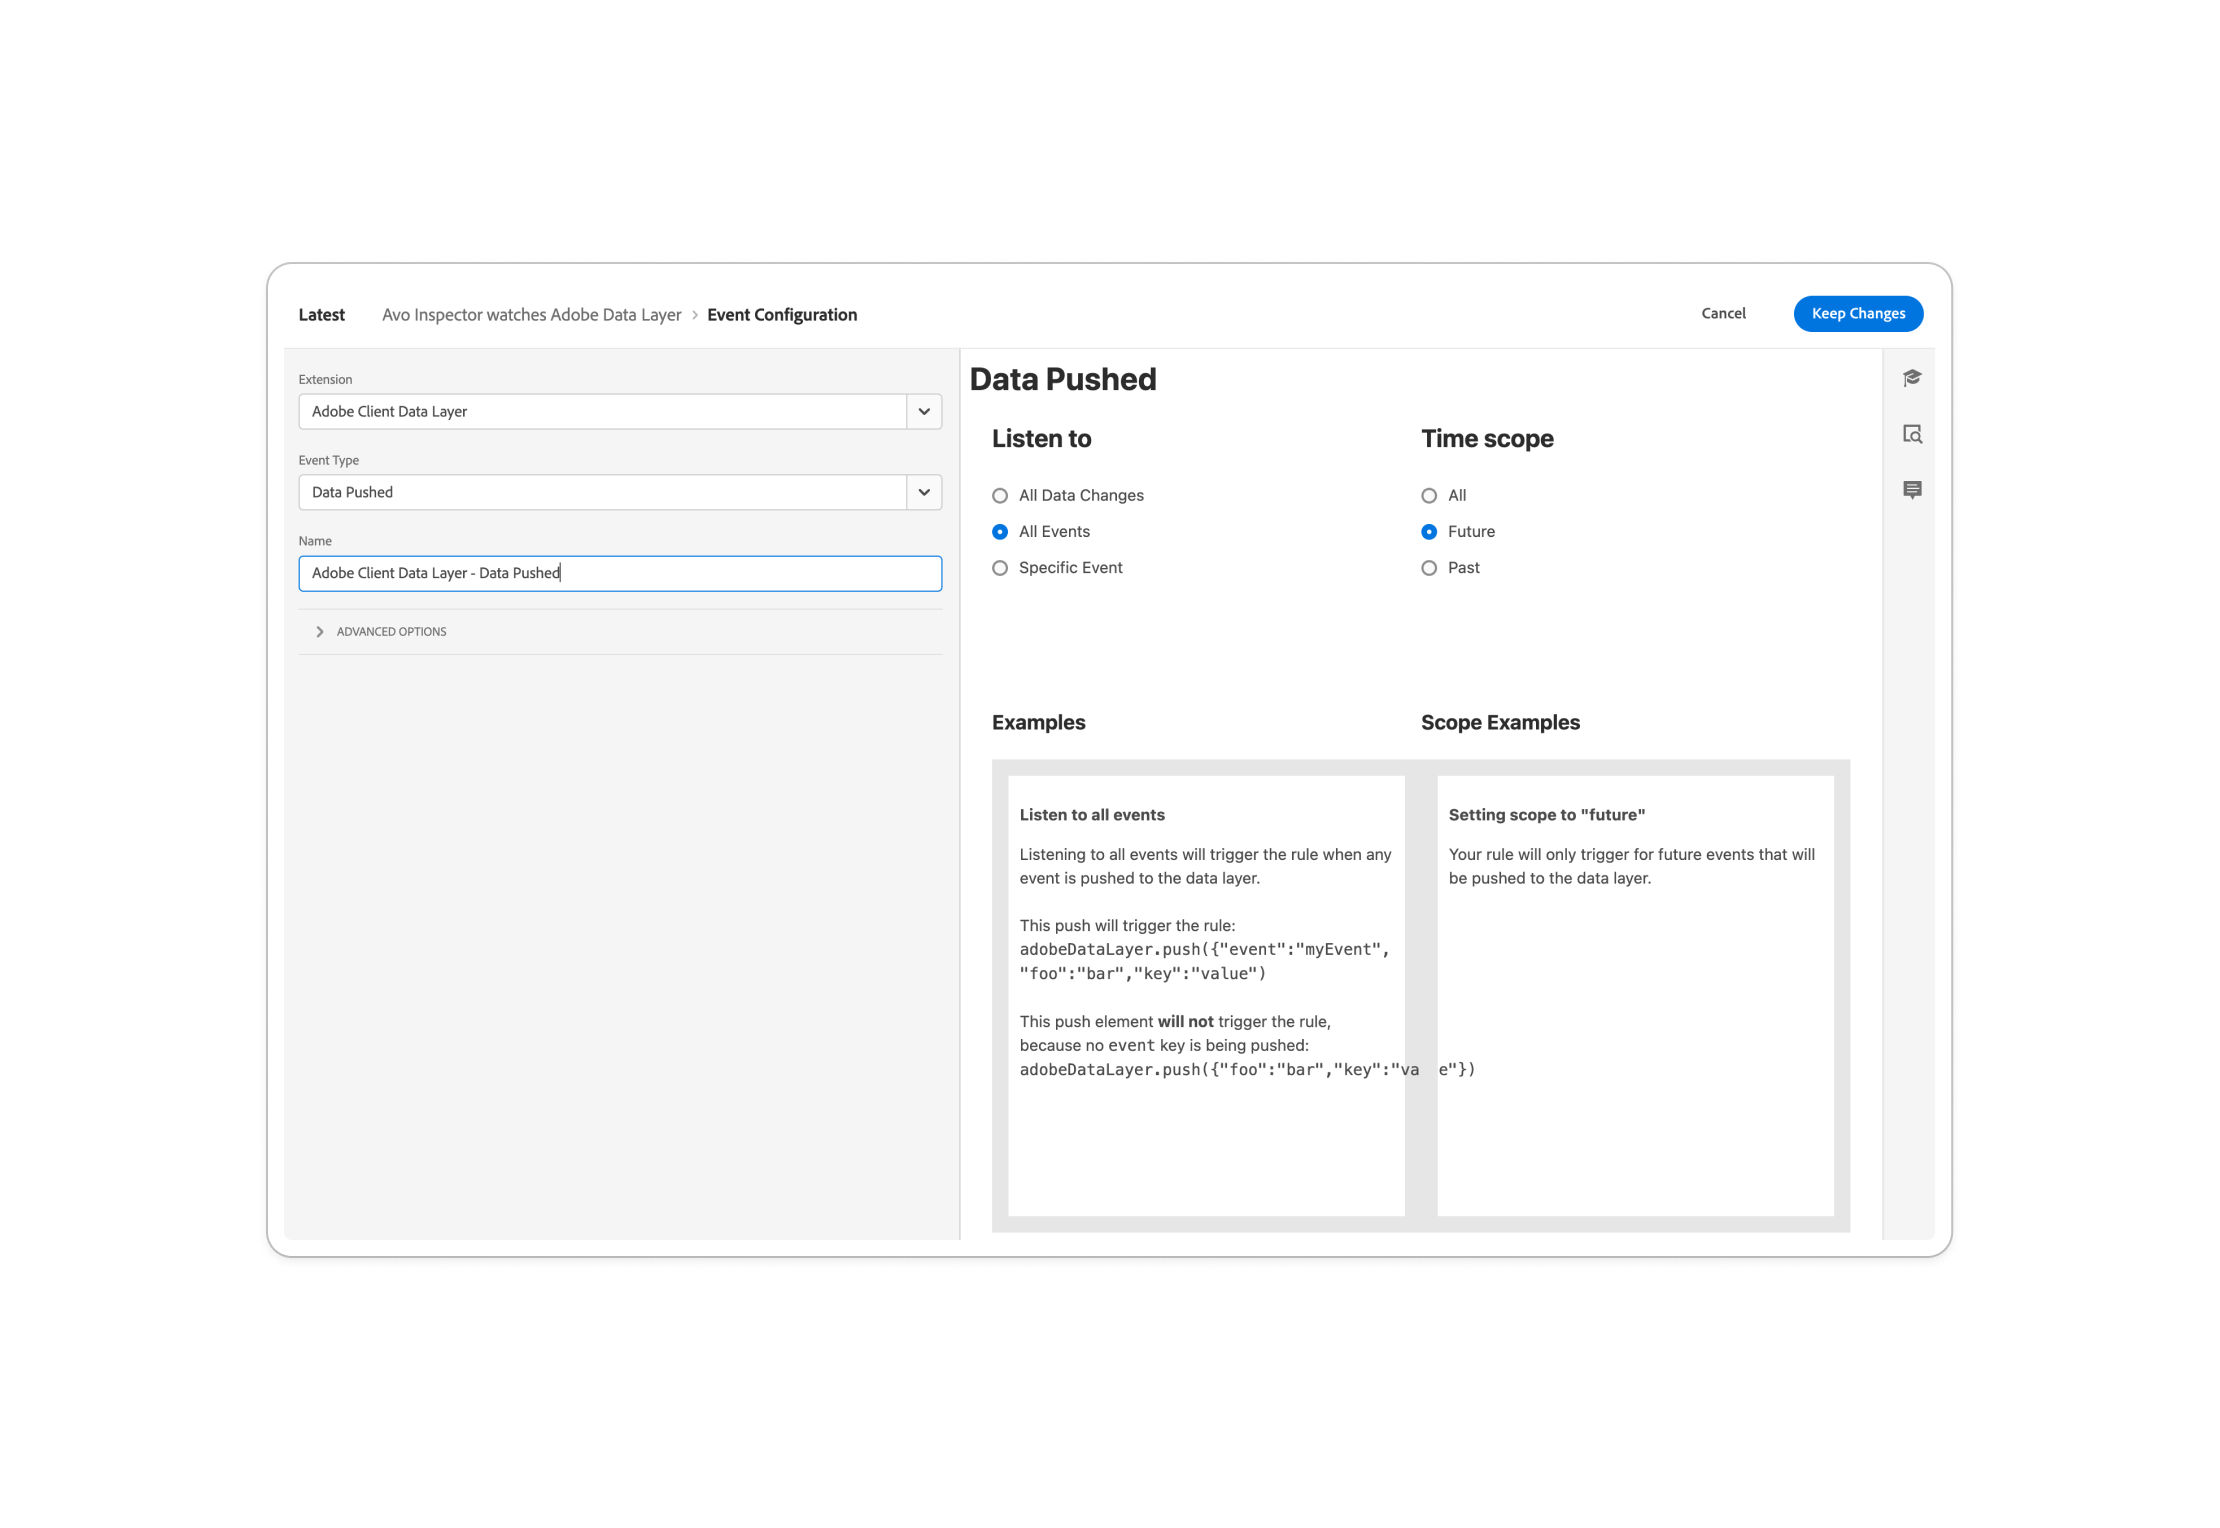 Latest
Avo Inspector watches Adobe Data Layer > Event Configuration
Cancel
Keep Changes
Extension
Adobe Client Data Layer
Event Type
Data Pushed
Name
Adobe Client Data Layer - Data Pushed
ADVANCED OPTIONS
Data Pushed
Listen to
All Data Changes
All Events
Specific Event
Time scope
All
Future
Past
Examples
Listen to all events
Listening to all events will trigger the rule when any
event is pushed to the data layer.
This push will trigger the rule:
adobeDataLayer.push({"event":"myEvent",
"foo":"bar","key":"value")
This push element will not trigger the rule,
because no event key is being pushed:
adobeDataLayer.push({"foo":"bar","key":"va e"})
Scope Examples
Setting scope to "future"
Your rule will only trigger for future events that will
be pushed to the data layer.